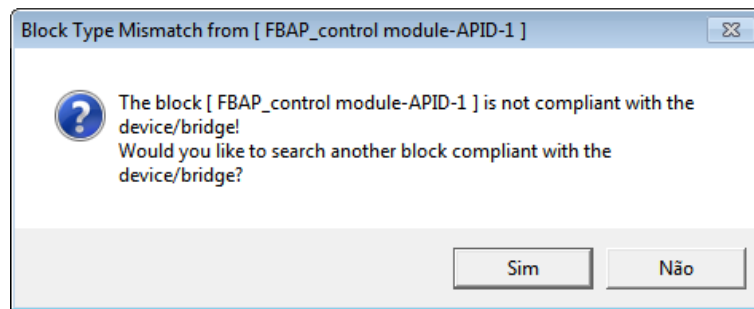 Block Type Mismatch from [ FBAP_control module-APID-1 ]
The block [ FBAP_control module-APID-1 ] is not compliant with the
device/bridge!
Would you like to search another block compliant with the
device/bridge?
Sim
Não